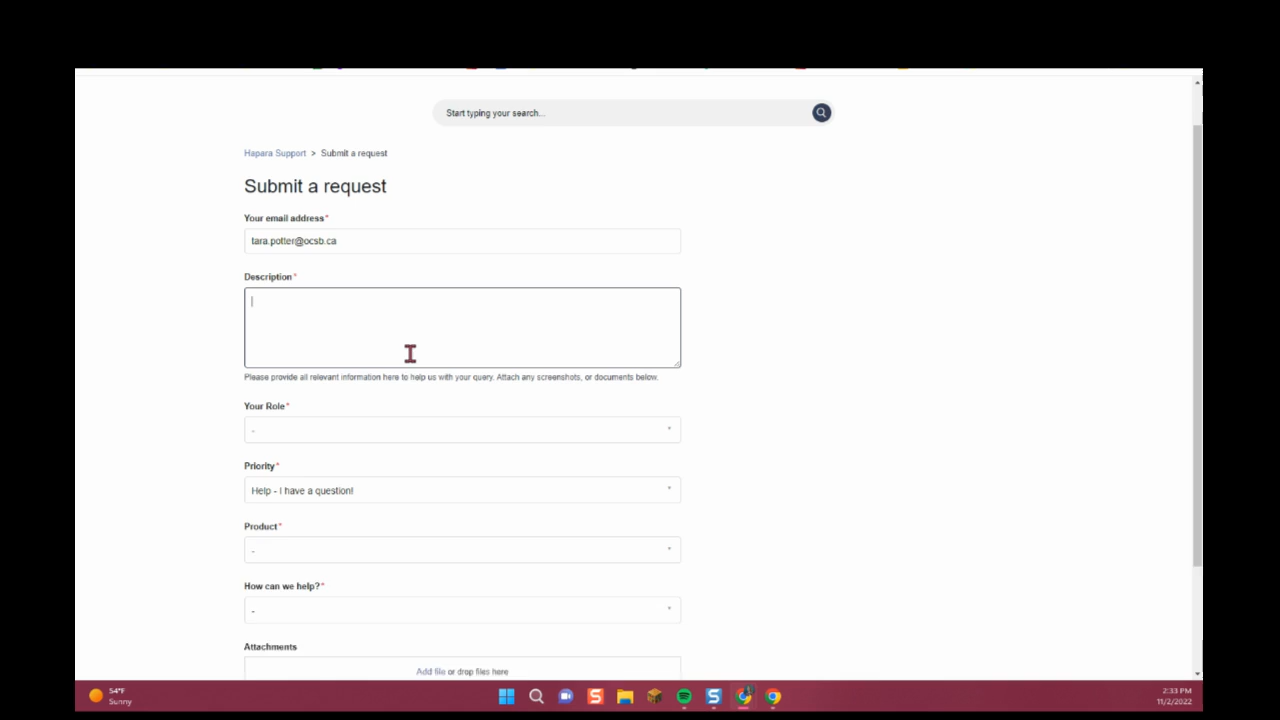 Start typing your search...
Hapara Support > Submit a request
Submit a request
Your email address*
tara.potter@ocsb.ca
Description*
Please provide all relevant information here to help us with your query. Attach any screenshots, or documents below.
Your Role*
-
Priority*
Help - I have a question!
Product*
-
How can we help?*
-
Attachments
Add file or drop files here
54°F
Sunny
2:33 PM
11/2/2022